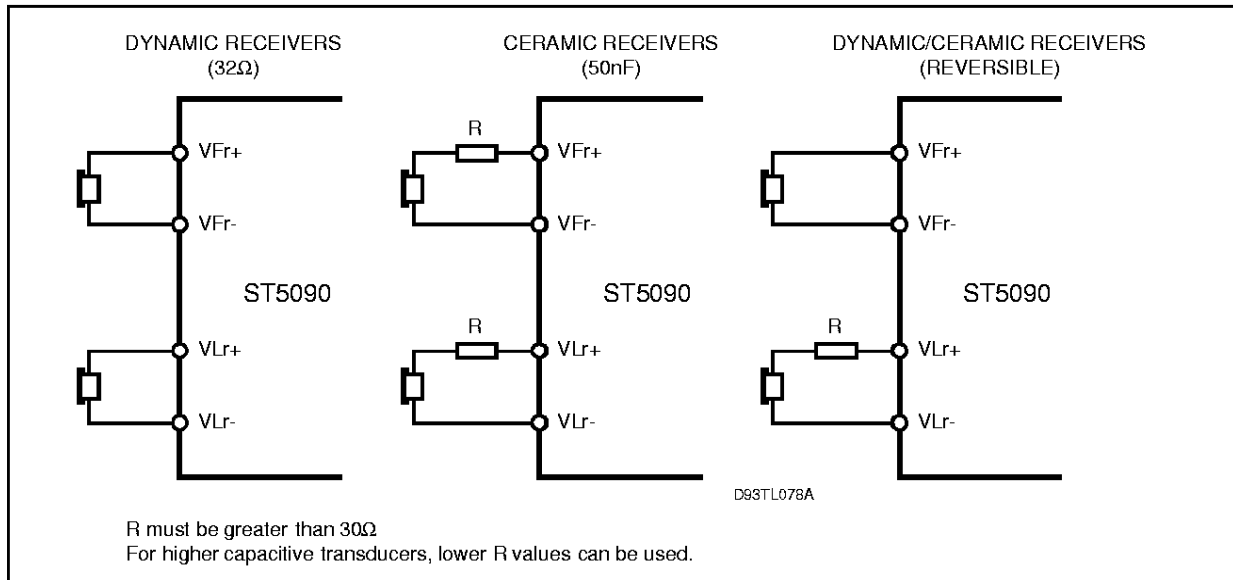 DYNAMIC RECEIVERS
(32Ω)
VFr+
VFr-
ST5090
VLr+
VLr-
CERAMIC RECEIVERS
(50nF)
R
VFr+
VFr-
ST5090
R
VLr+
VLr-
DYNAMIC/CERAMIC RECEIVERS
(REVERSIBLE)
VFr+
VFr-
ST5090
R
VLr+
VLr-
D93TL078A
R must be greater than 30Ω
For higher capacitive transducers, lower R values can be used.